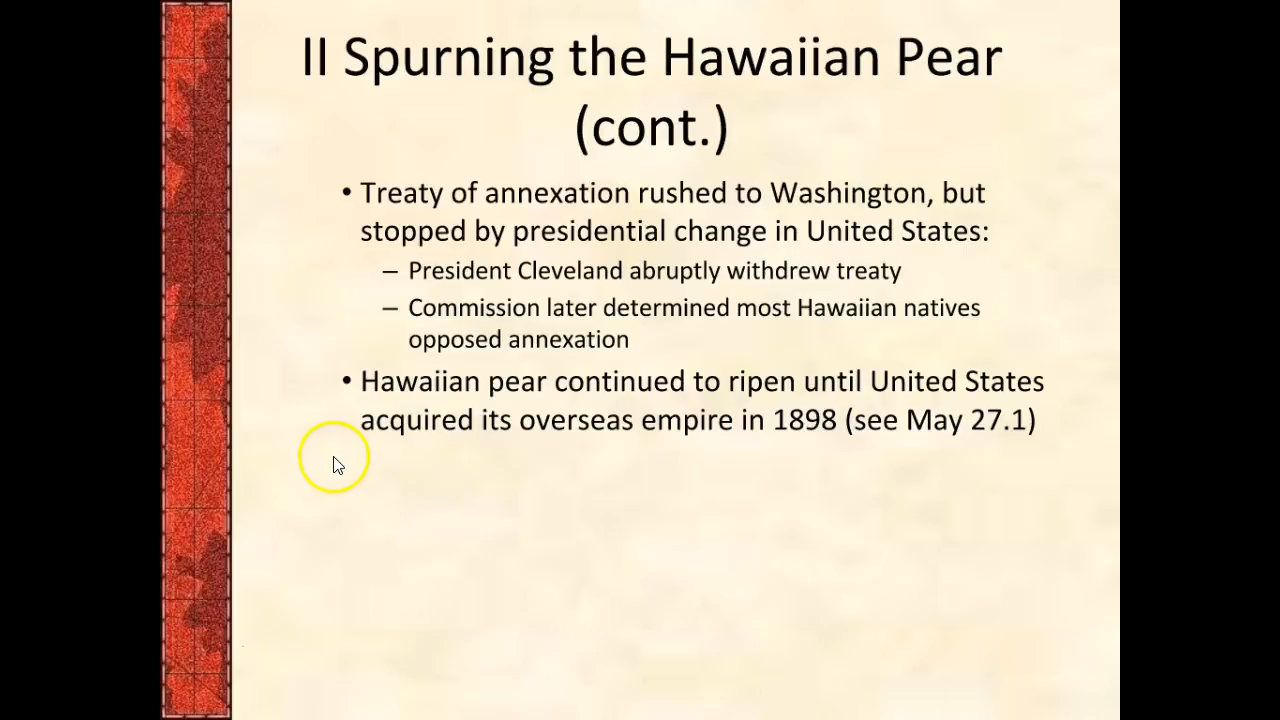 II Spurning the Hawaiian Pear
(cont.)
• Treaty of annexation rushed to Washington, but
stopped by presidential change in United States:
– President Cleveland abruptly withdrew treaty
– Commission later determined most Hawaiian natives
opposed annexation
• Hawaiian pear continued to ripen until United States
acquired its overseas empire in 1898 (see May 27.1)